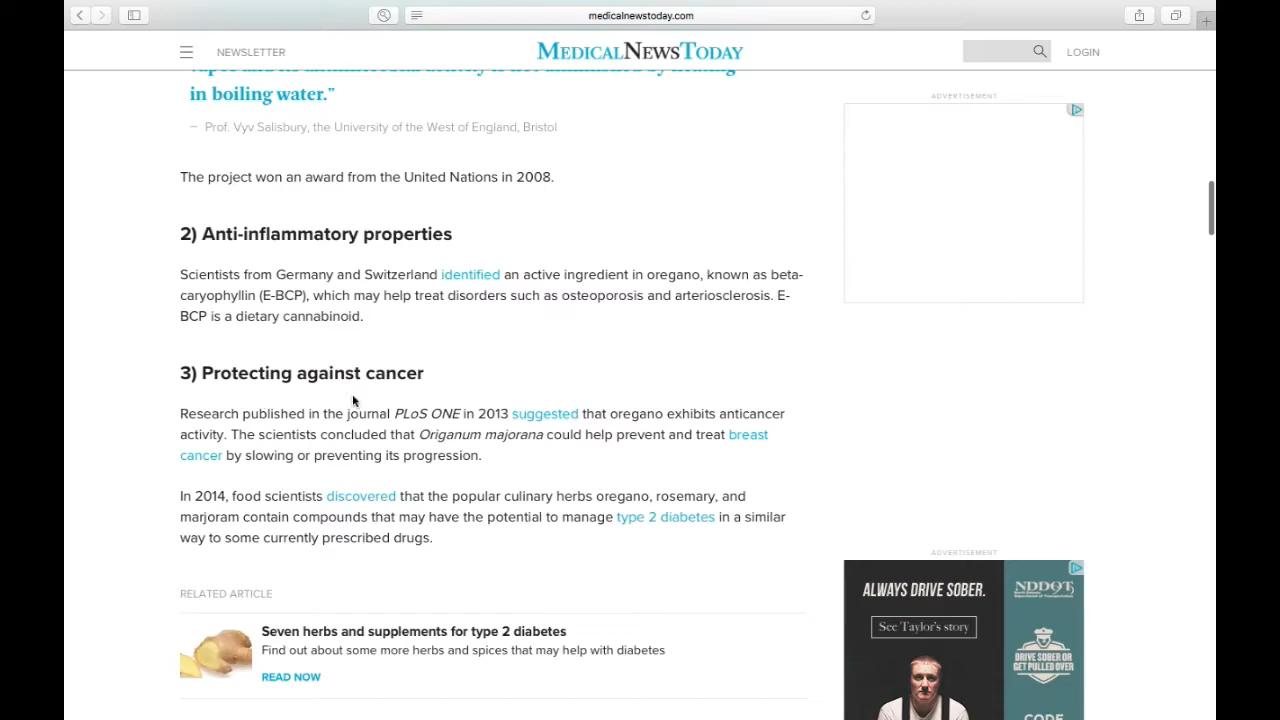 medicalnewstoday.com
NEWSLETTER
MEDICALNEWSTODAY
LOGIN
in boiling water."
– Prof. Vyv Salisbury, the University of the West of England, Bristol
The project won an award from the United Nations in 2008.
2) Anti-inflammatory properties
Scientists from Germany and Switzerland identified an active ingredient in oregano, known as beta-
caryophyllin (E-BCP), which may help treat disorders such as osteoporosis and arteriosclerosis. E-
BCP is a dietary cannabinoid.
3) Protecting against cancer
Research published in the journal PLoS ONE in 2013 suggested that oregano exhibits anticancer
activity. The scientists concluded that Origanum majorana could help prevent and treat breast
cancer by slowing or preventing its progression.
In 2014, food scientists discovered that the popular culinary herbs oregano, rosemary, and
marjoram contain compounds that may have the potential to manage type 2 diabetes in a similar
way to some currently prescribed drugs.
RELATED ARTICLE
Seven herbs and supplements for type 2 diabetes
Find out about some more herbs and spices that may help with diabetes
READ NOW
ADVERTISEMENT
ADVERTISEMENT
ALWAYS DRIVE SOBER.
See Taylor's story
NDDOT
DRIVE SOBER OR
GET PULLED OVER
CODE